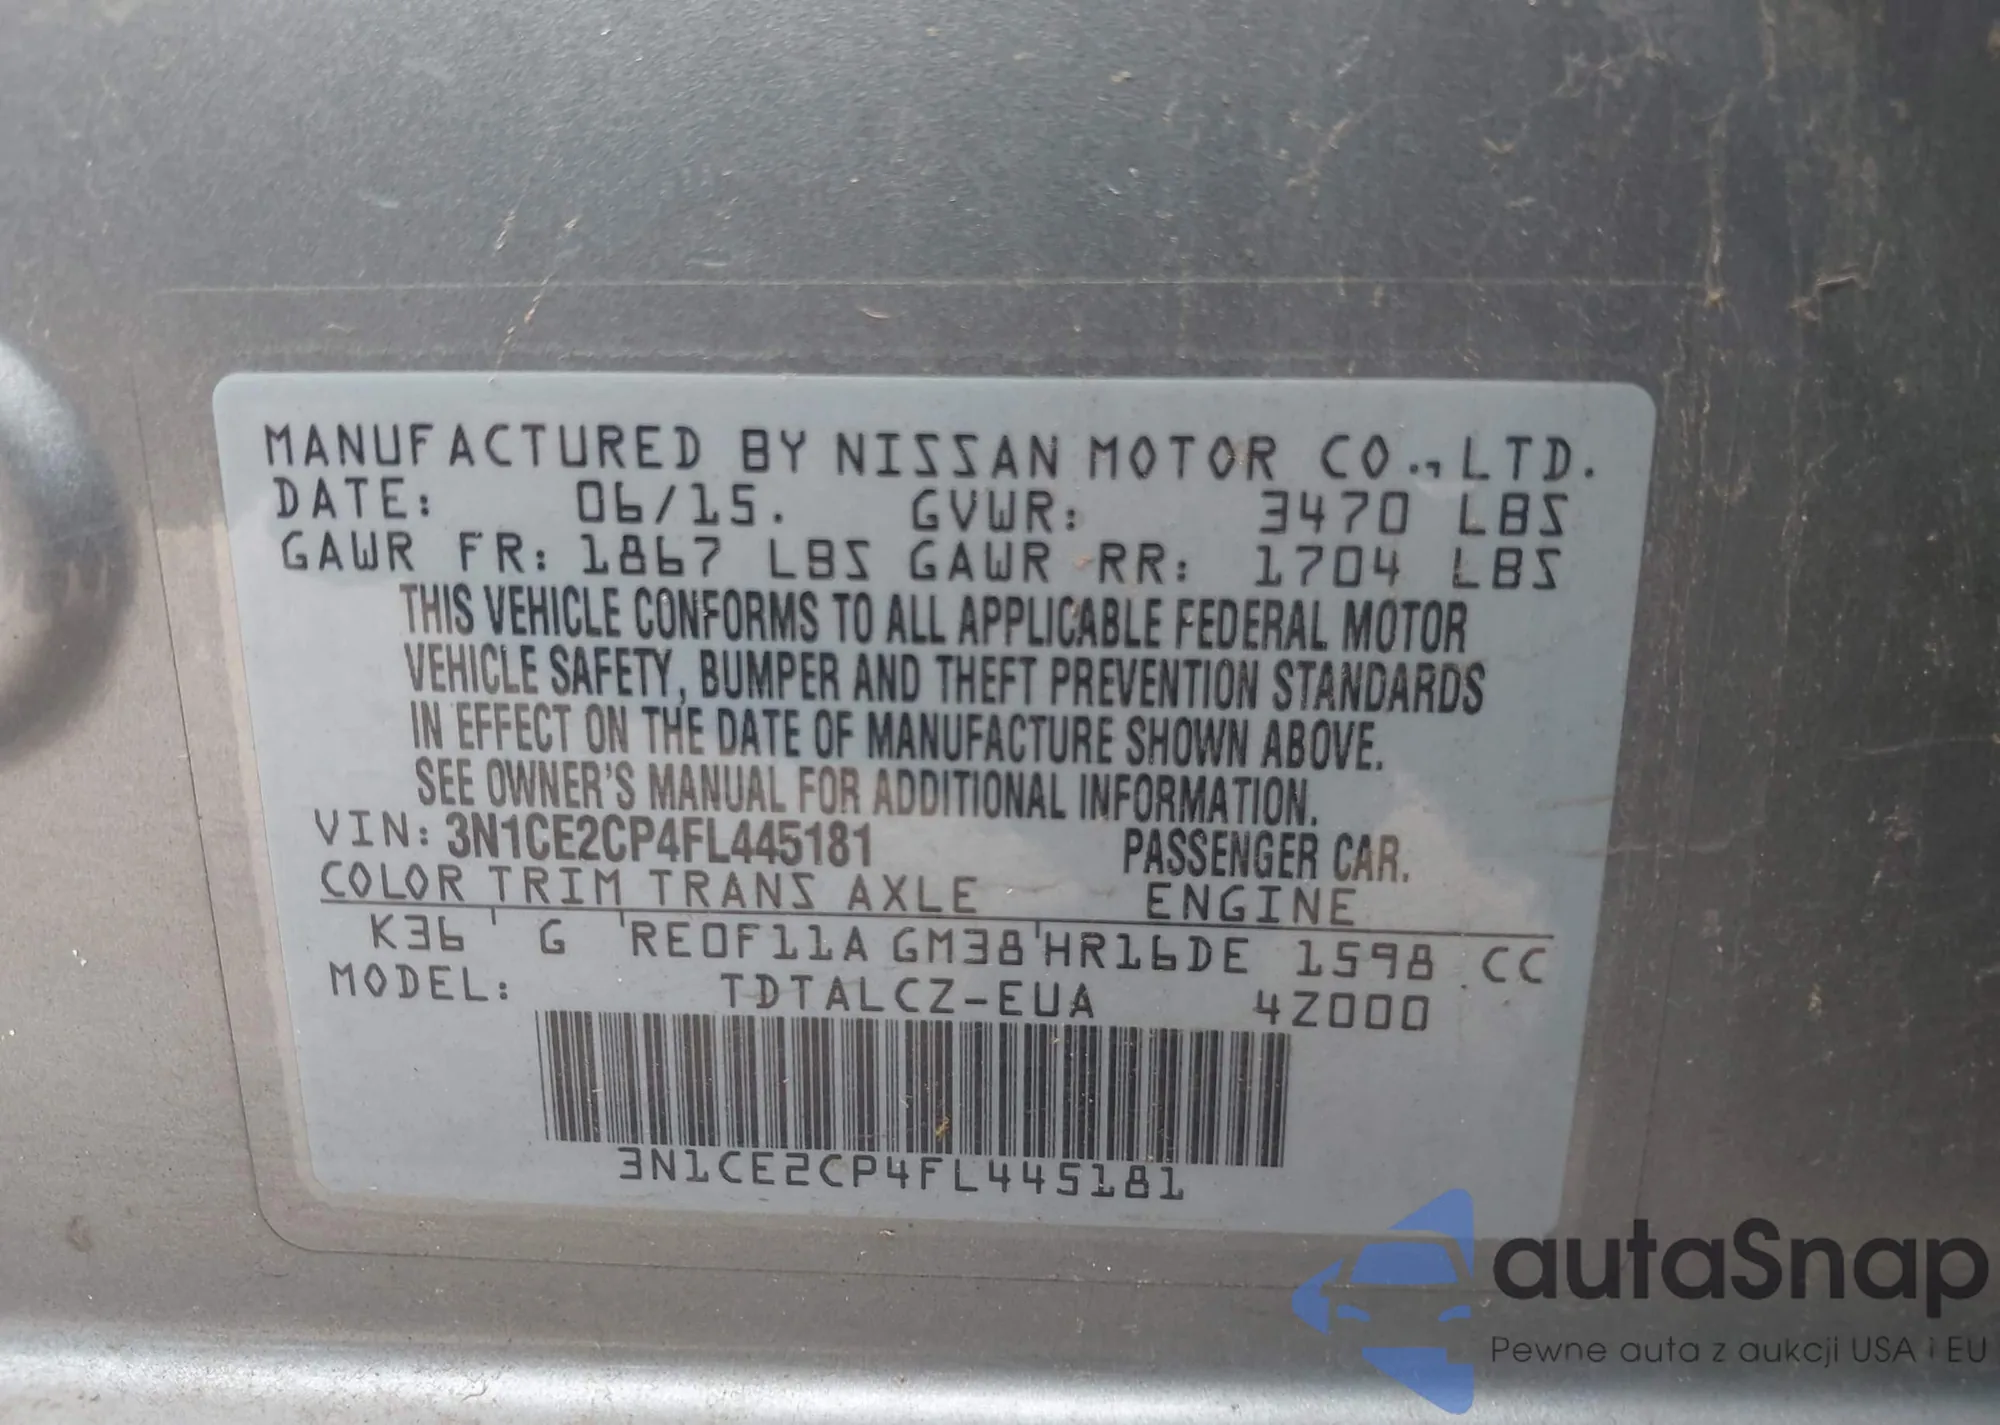 MANUFACTURED BY NISSAN MOTOR CO.,LTD.
DATE: 06/15. GVWR: 3470 LBS
GAWR FR: 1867 LBS GAWR RR: 1704 LBS
THIS VEHICLE CONFORMS TO ALL APPLICABLE FEDERAL MOTOR
VEHICLE SAFETY, BUMPER AND THEFT PREVENTION STANDARDS
IN EFFECT ON THE DATE OF MANUFACTURE SHOWN ABOVE.
SEE OWNER'S MANUAL FOR ADDITIONAL INFORMATION.
VIN: 3N1CE2CP4FL445181 PASSENGER CAR.
COLOR TRIM TRANS AXLE ENGINE
K36 ' G 'RE0F11A GM38'HR16DE 1598 CC
MODEL: TDTALCZ-EUA 4Z000
3N1CE2CP4FL445181
autaSnap
Pewne auta z aukcji USA i EU